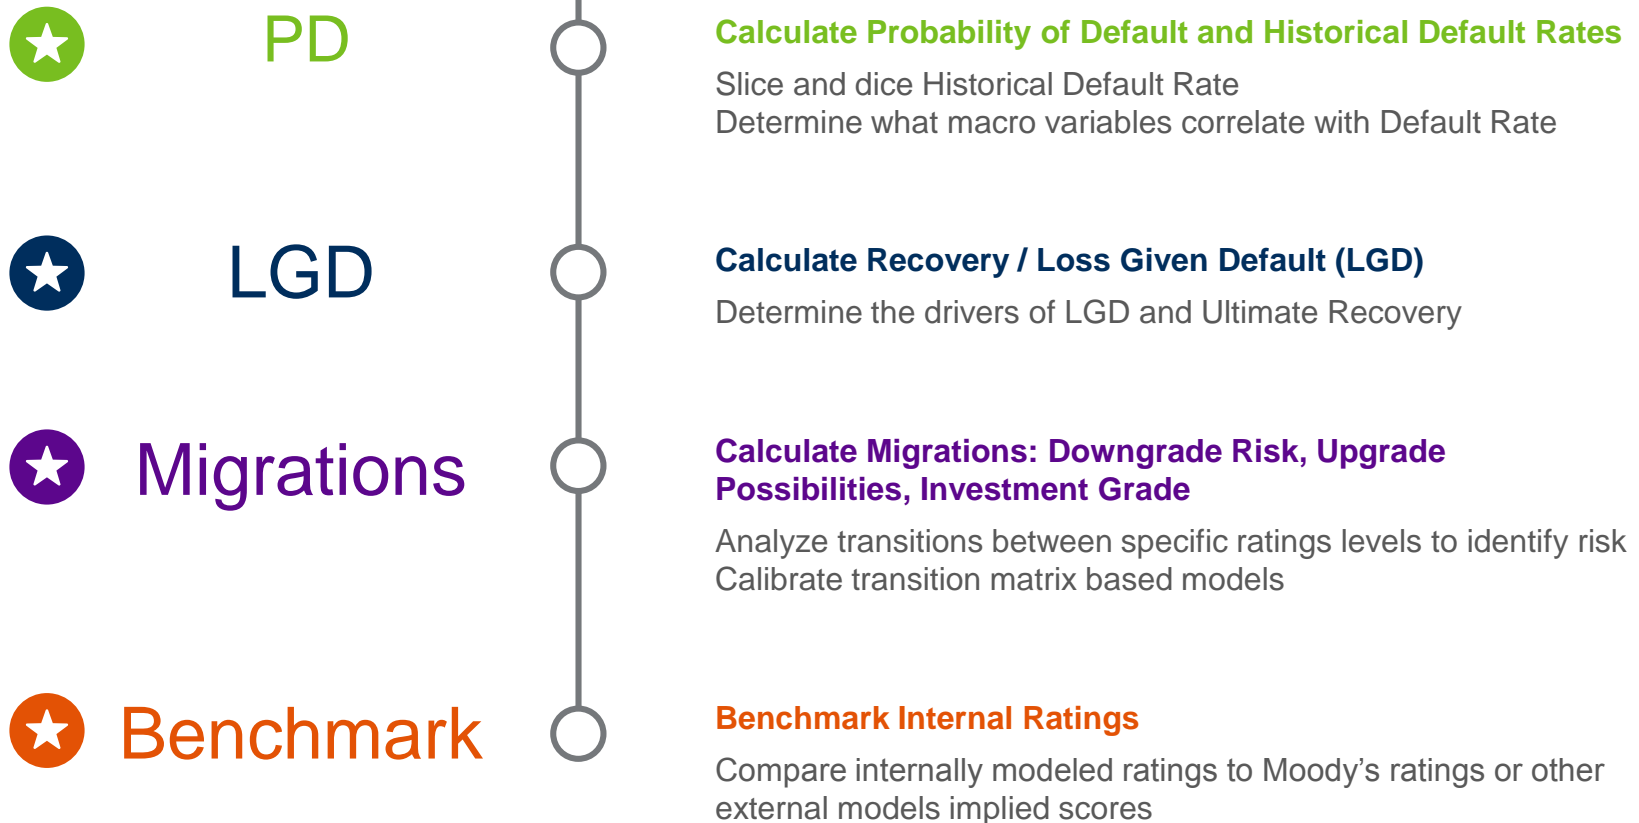 PD
Calculate Probability of Default and Historical Default Rates
Slice and dice Historical Default Rate
Determine what macro variables correlate with Default Rate
LGD
Calculate Recovery / Loss Given Default (LGD)
Determine the drivers of LGD and Ultimate Recovery
Migrations
Calculate Migrations: Downgrade Risk, Upgrade
Possibilities, Investment Grade
Analyze transitions between specific ratings levels to identify risk
Calibrate transition matrix based models
Benchmark
Benchmark Internal Ratings
Compare internally modeled ratings to Moody’s ratings or other
external models implied scores